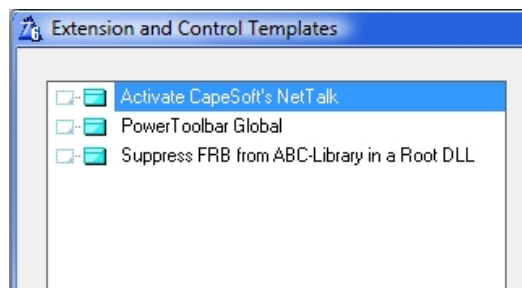 Extension and Control Templates
Activate CapeSoft's NetTalk
PowerToolbar Global
Suppress FRB from ABC-Library in a Root DLL